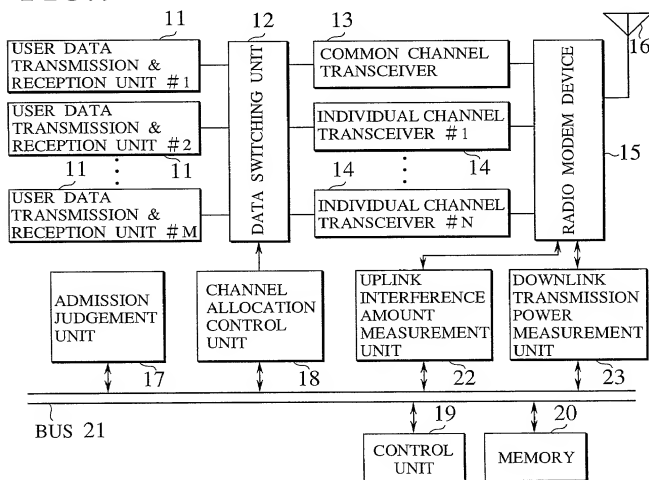 11
12
13
16
USER DATA
TRANSMISSION &
RECEPTION UNIT #1
DATA SWITCHING UNIT
COMMON CHANNEL
TRANSCEIVER
RADIO MODEM DEVICE
15
USER DATA
TRANSMISSION &
RECEPTION UNIT #2
11
INDIVIDUAL CHANNEL
TRANSCEIVER #1
14
11
USER DATA
TRANSMISSION &
RECEPTION UNIT #M
14
INDIVIDUAL CHANNEL
TRANSCEIVER #N
ADMISSION
JUDGEMENT
UNIT
17
CHANNEL
ALLOCATION
CONTROL
UNIT
18
UPLINK
INTERFERENCE
AMOUNT
MEASUREMENT
UNIT
22
DOWNLINK
TRANSMISSION
POWER
MEASUREMENT
UNIT
23
BUS 21
19
CONTROL
UNIT
20
MEMORY